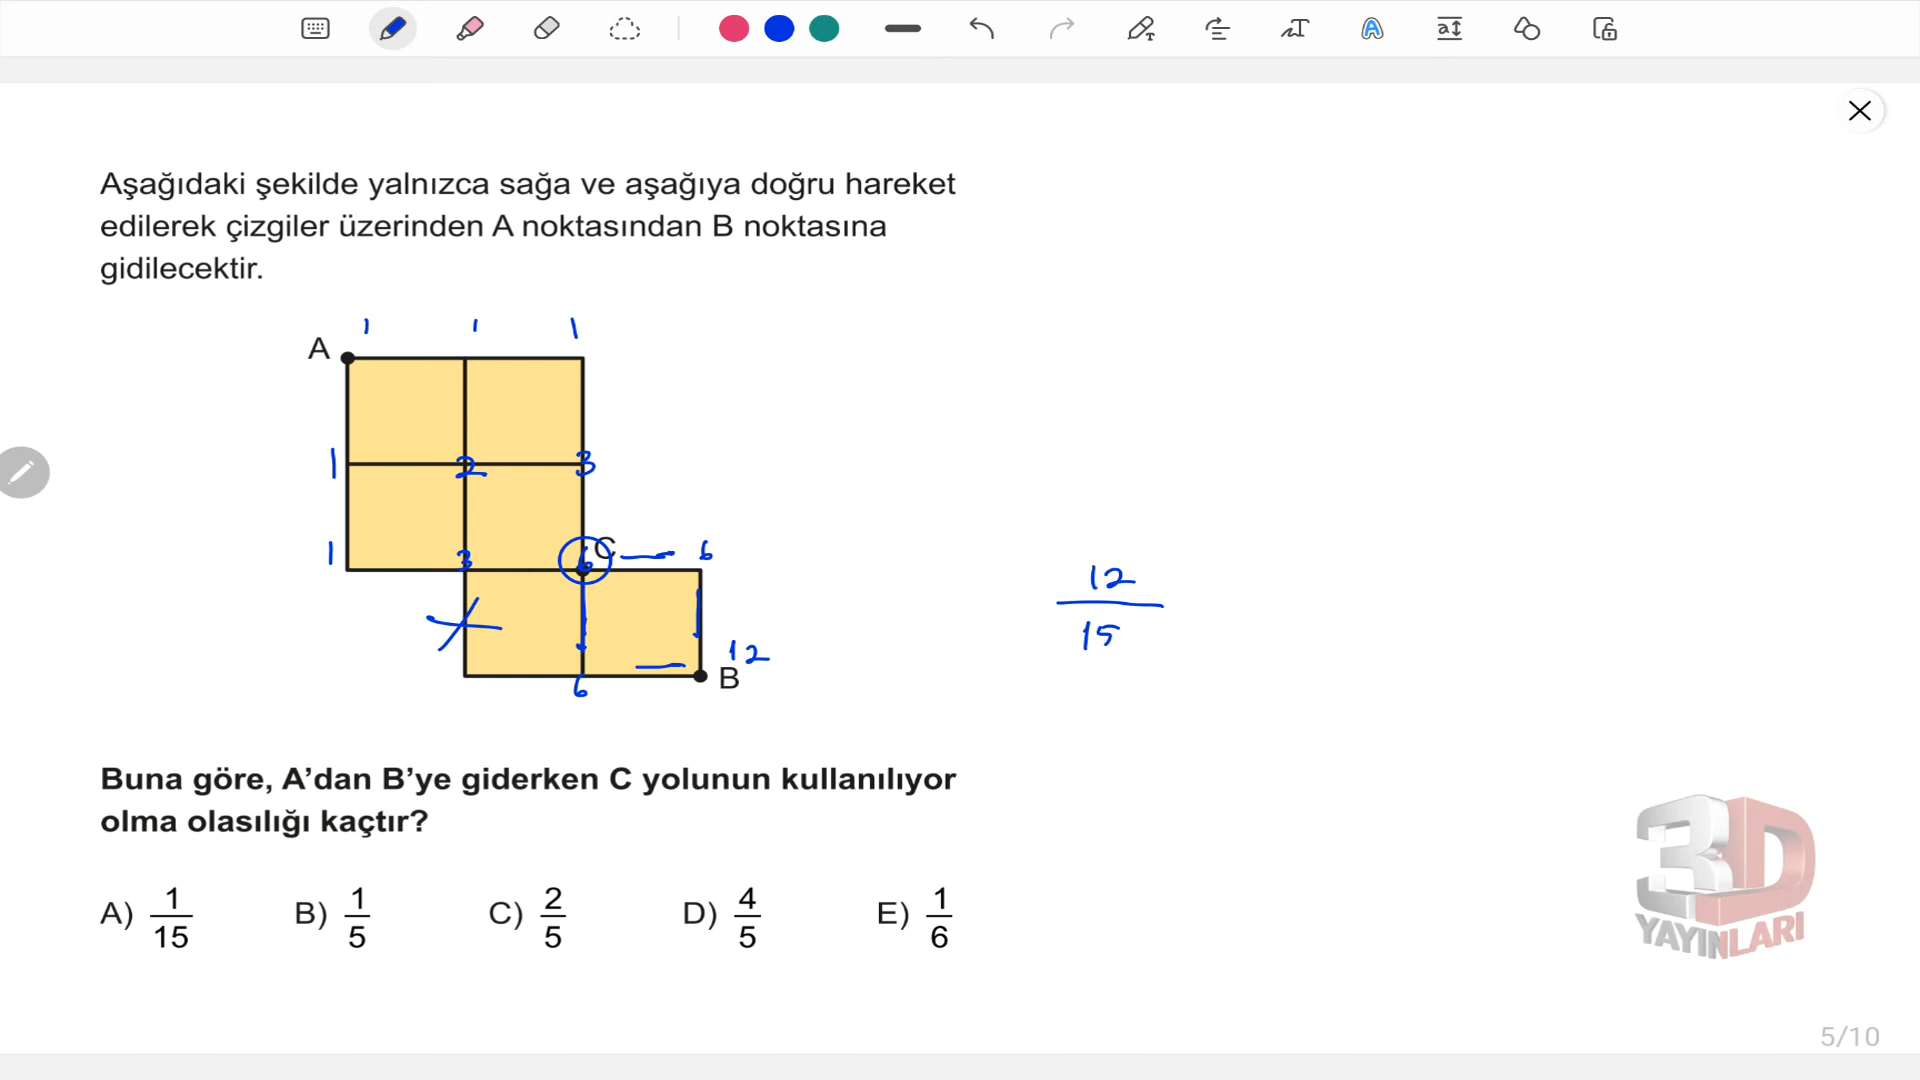 Aşağıdaki şekilde yalnızca sağa ve aşağıya doğru hareket
edilerek çizgiler üzerinden A noktasından B noktasına
gidilecektir.
1 1 1
A
1 2 3
1 3 6 C 6
12
15
12
B
6
Buna göre, A’dan B’ye giderken C yolunun kullanılıyor
olma olasılığı kaçtır?
A) 1/15 B) 1/5 C) 2/5 D) 4/5 E) 1/6
3D
YAYINLARI
5/10